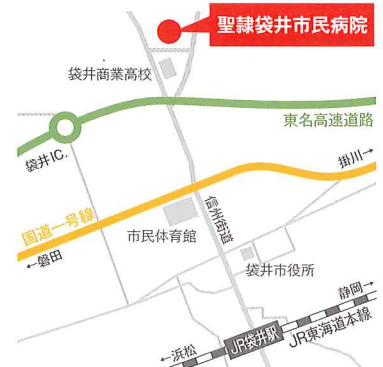 聖隷袋井市民病院
袋井商業高校
東名高速道路
袋井IC.
掛川→
信州街道
国道一号線
市民体育館
←磐田
袋井市役所
静岡→
JR袋井駅
JR東海道本線
←浜松